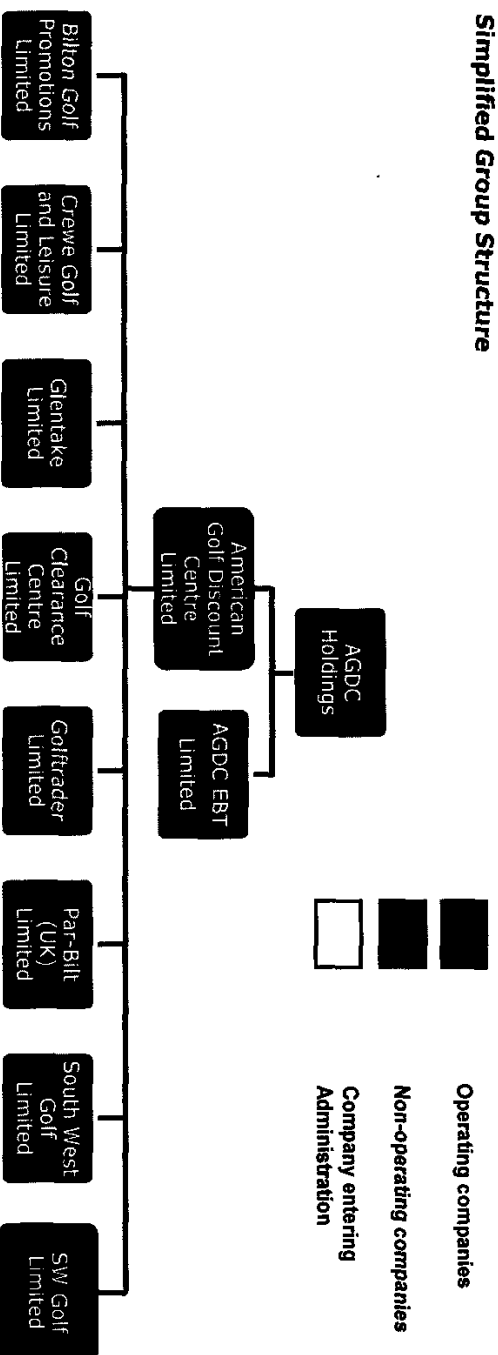 Simplified Group Structure
AGDC
Holdings
American
Golf Discount
Centre
Limited
AGDC EBT
Limited
Bilton Golf
Promotions
Limited
Crewe Golf
and Leisure
Limited
Glentake
Limited
Golf
Clearance
Centre
Limited
Golftrader
Limited
Par-Bilt
(UK)
Limited
South West
Golf
Limited
SW Golf
Limited
Operating companies
Non-operating companies
Company entering
Administration